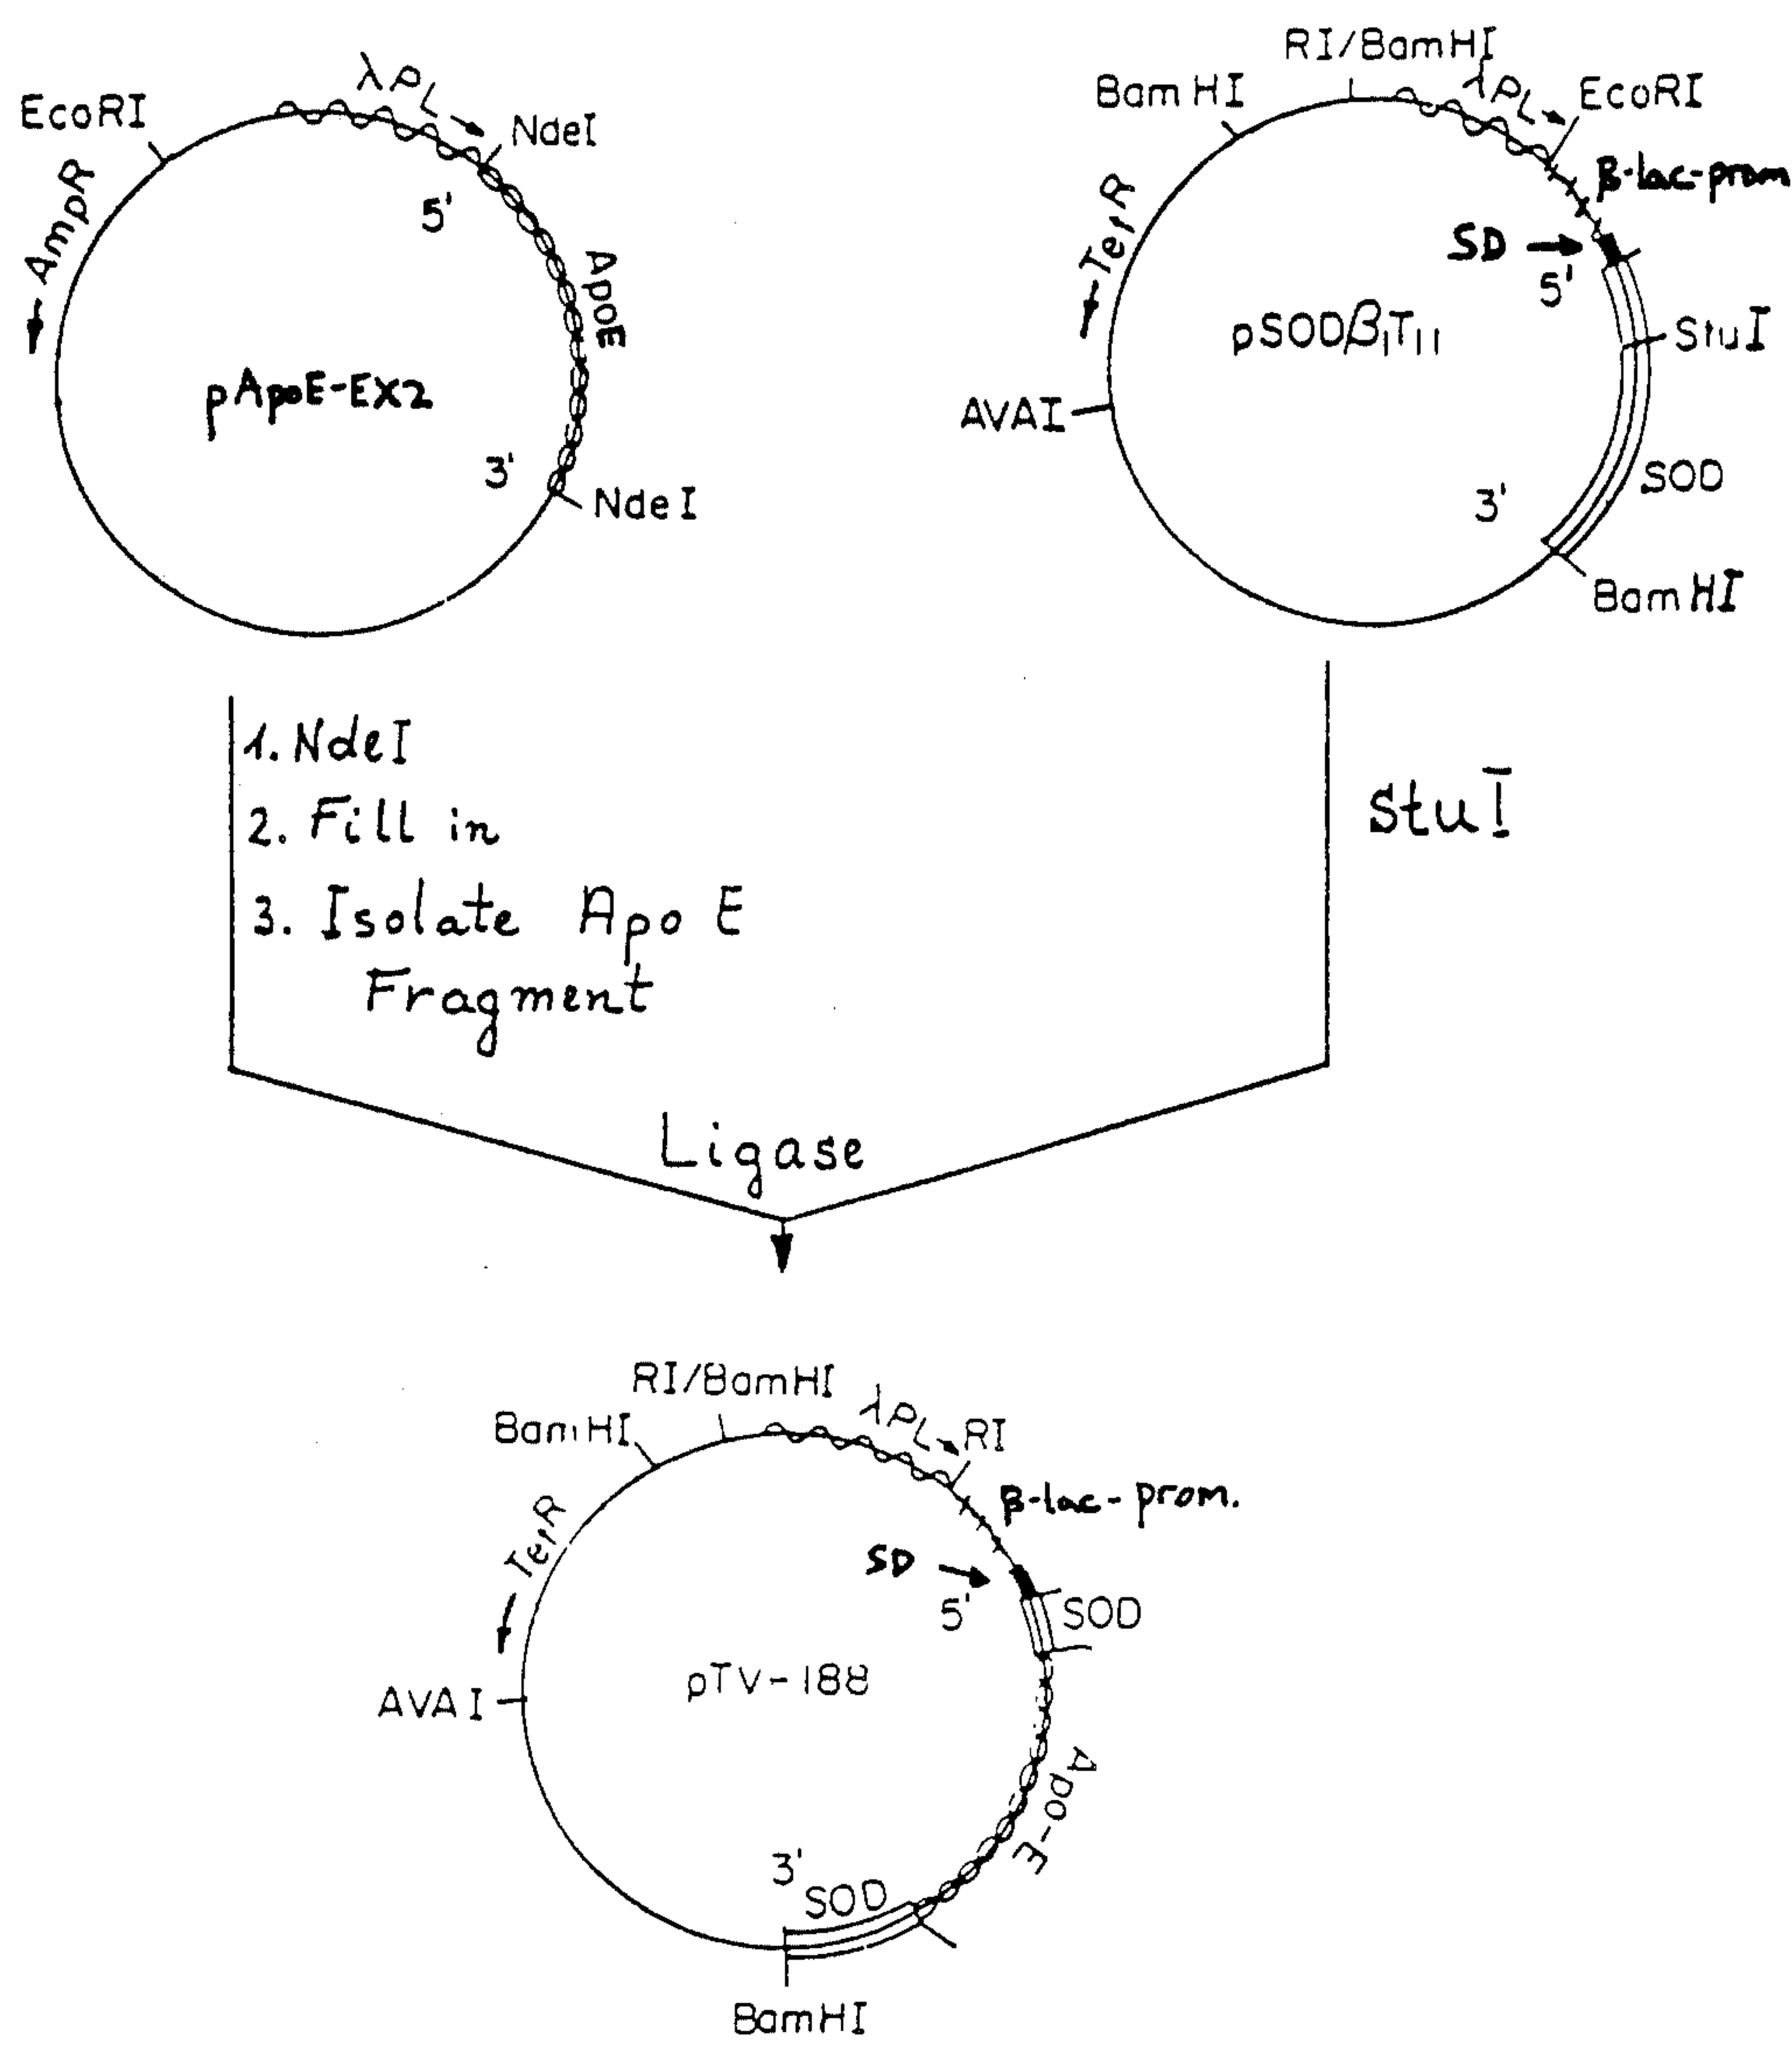 EcoRI
λPL
NdeI
AmpR
5'
ApoE
pApoE-EX2
3'
NdeI
RI/BamHI
BamHI
λPL
EcoRI
β-lac-prom
TetR
SD
5'
pSODβ1T11
StuI
AVAI
SOD
3'
BamHI
1. NdeI
2. Fill in
3. Isolate Apo E
Fragment
StuI
Ligase
RI/BamHI
BamHI
λPL
RI
β-lac-prom.
TetR
SD
5'
SOD
pTV-188
AVAI
Apo-E
3'
SOD
BamHI